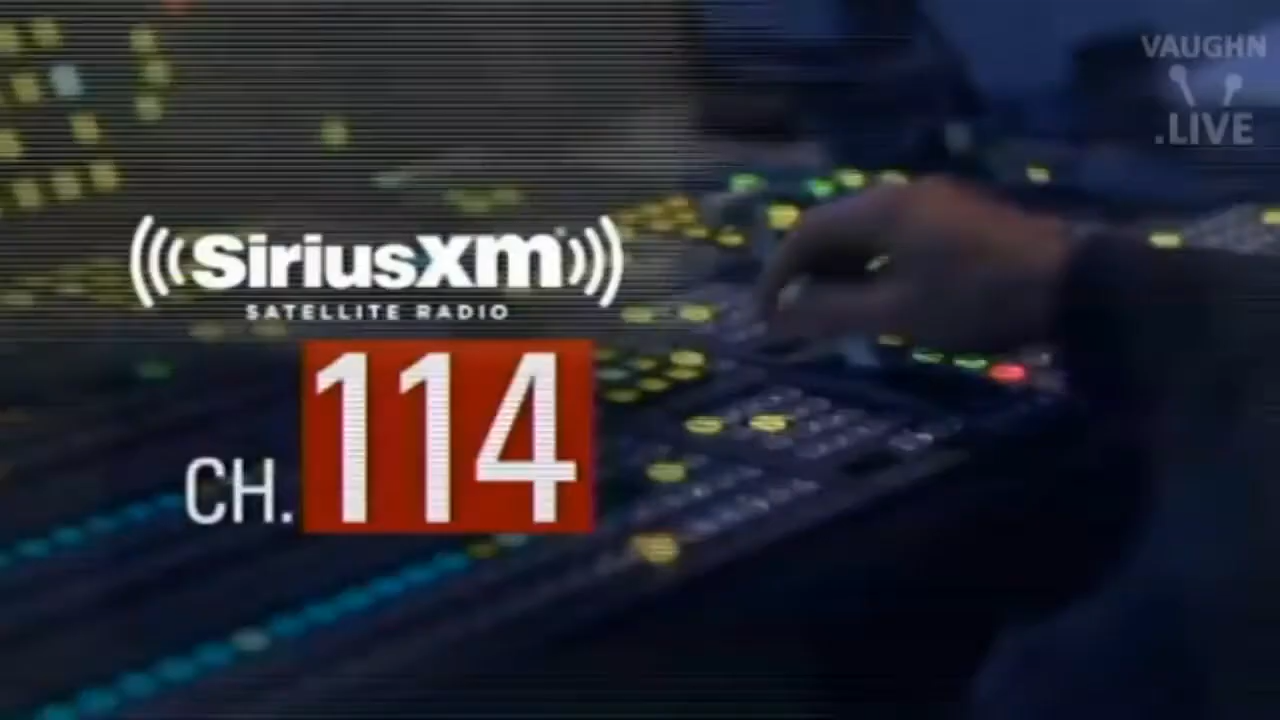 VAUGHN
.LIVE
SiriusXM
SATELLITE RADIO
CH. 114